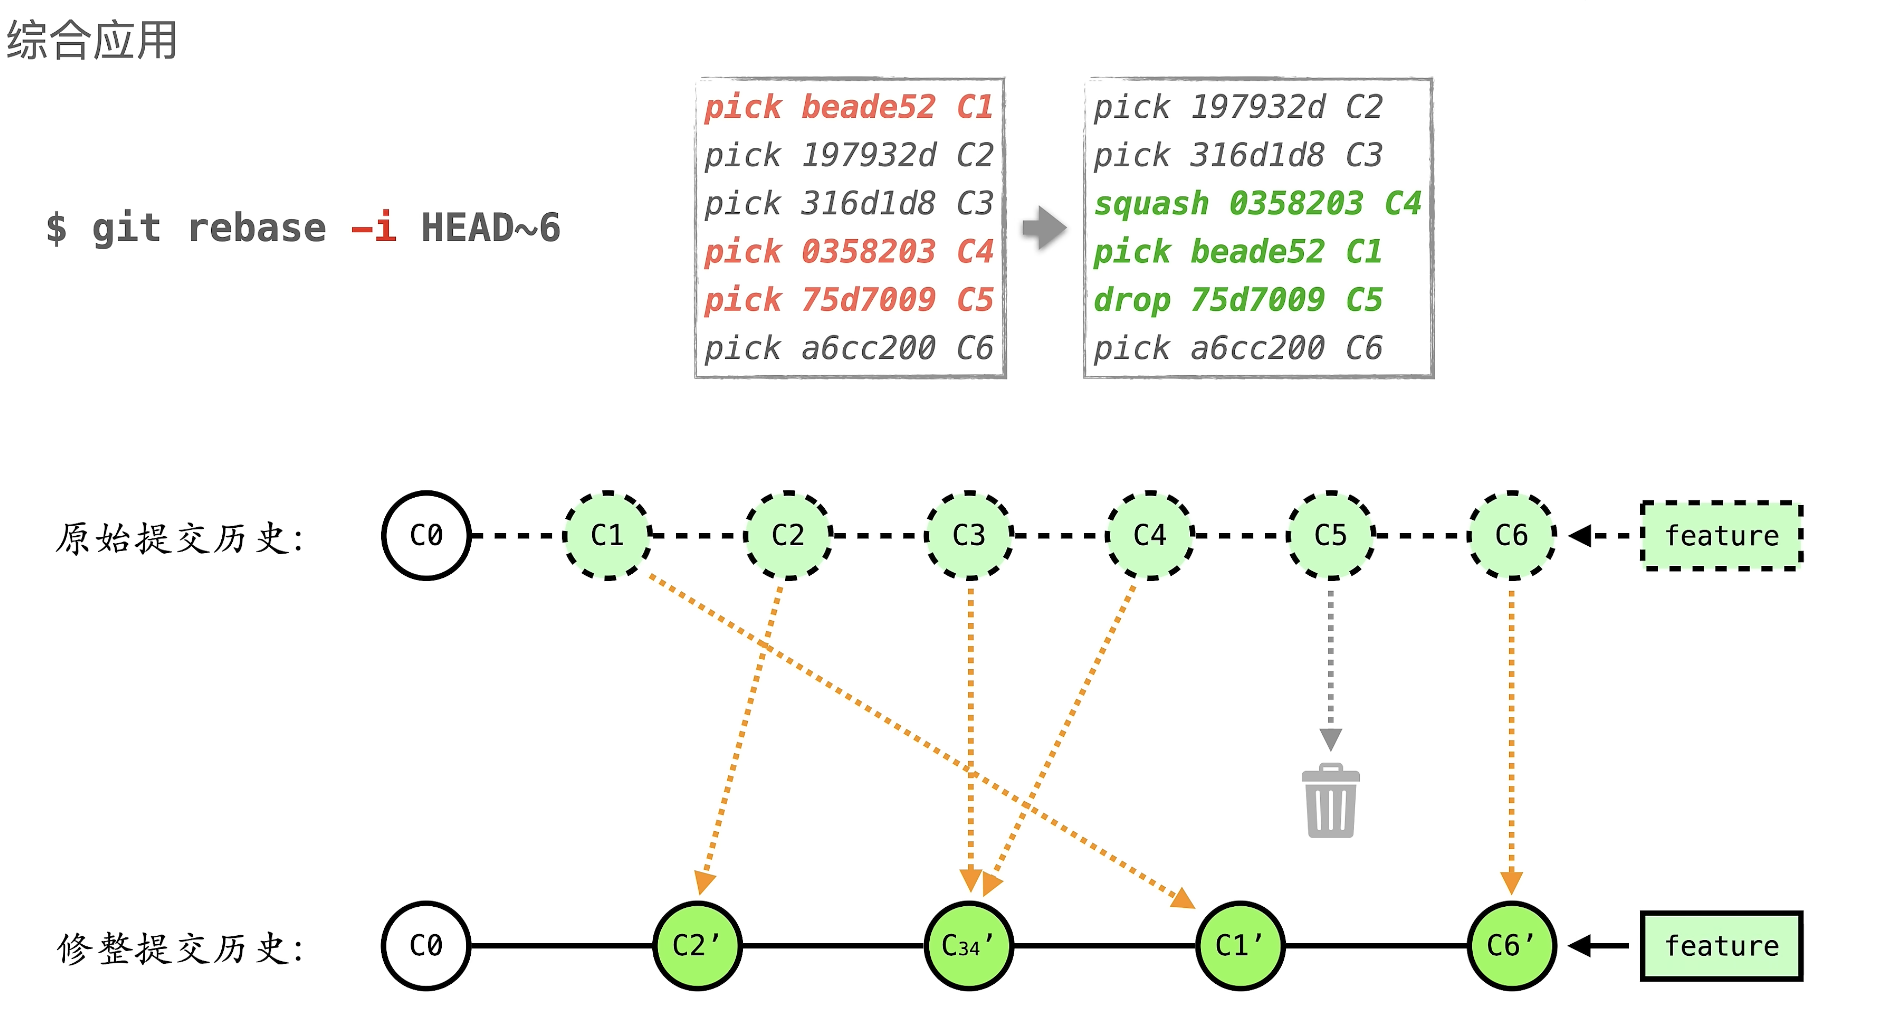 综合应用
$ git rebase -i HEAD~6
pick beade52 C1
pick 197932d C2
pick 316d1d8 C3
pick 0358203 C4
pick 75d7009 C5
pick a6cc200 C6
pick 197932d C2
pick 316d1d8 C3
squash 0358203 C4
pick beade52 C1
drop 75d7009 C5
pick a6cc200 C6
原始提交历史: C0 C1 C2 C3 C4 C5 C6 feature
修整提交历史: C0 C2’ C34’ C1’ C6’ feature